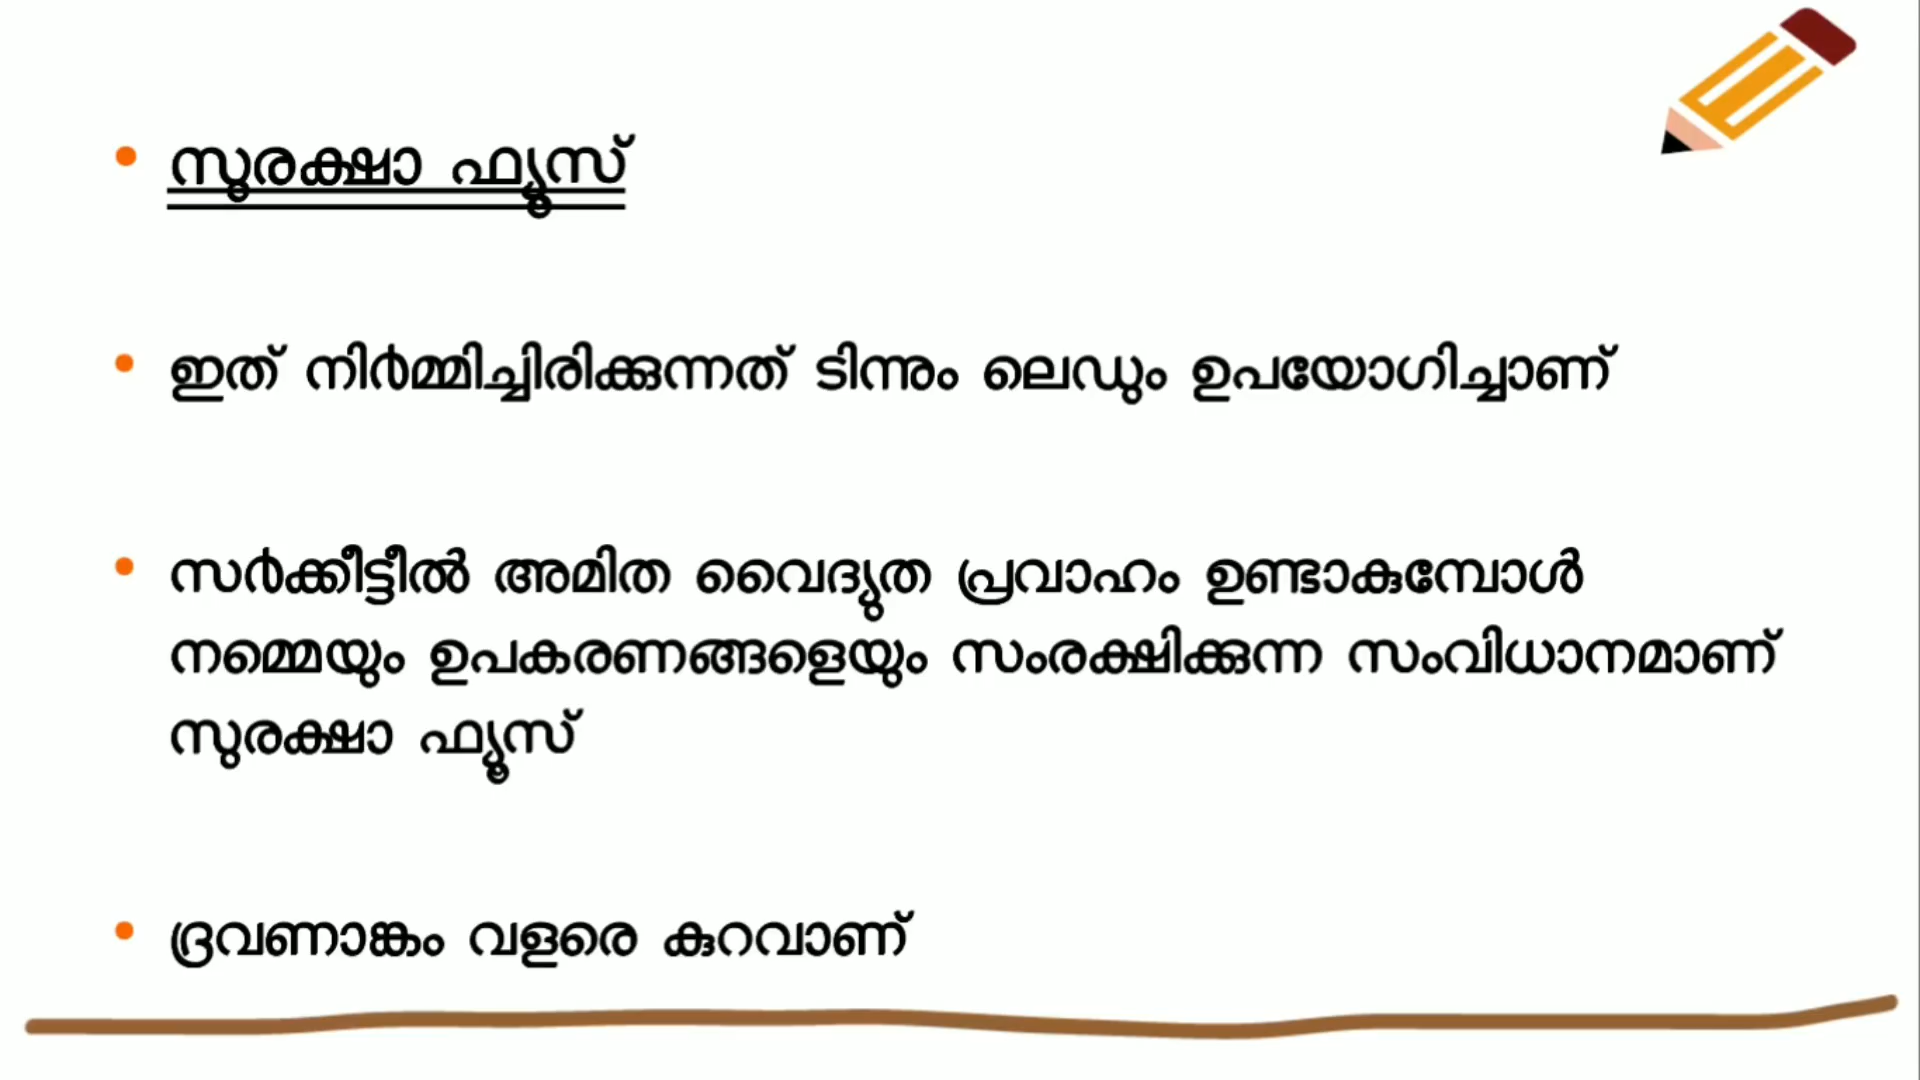 സുരക്ഷാ ഫ്യൂസ്
ഇത് നിർമ്മിച്ചിരിക്കുന്നത് ടിന്നും ലെഡും ഉപയോഗിച്ചാണ്
സർക്കീട്ടീൽ അമിത വൈദ്യുത പ്രവാഹം ഉണ്ടാകുമ്പോൾ
നമ്മെയും ഉപകരണങ്ങളെയും സംരക്ഷിക്കുന്ന സംവിധാനമാണ്
സുരക്ഷാ ഫ്യൂസ്
ദ്രവണാങ്കം വളരെ കുറവാണ്